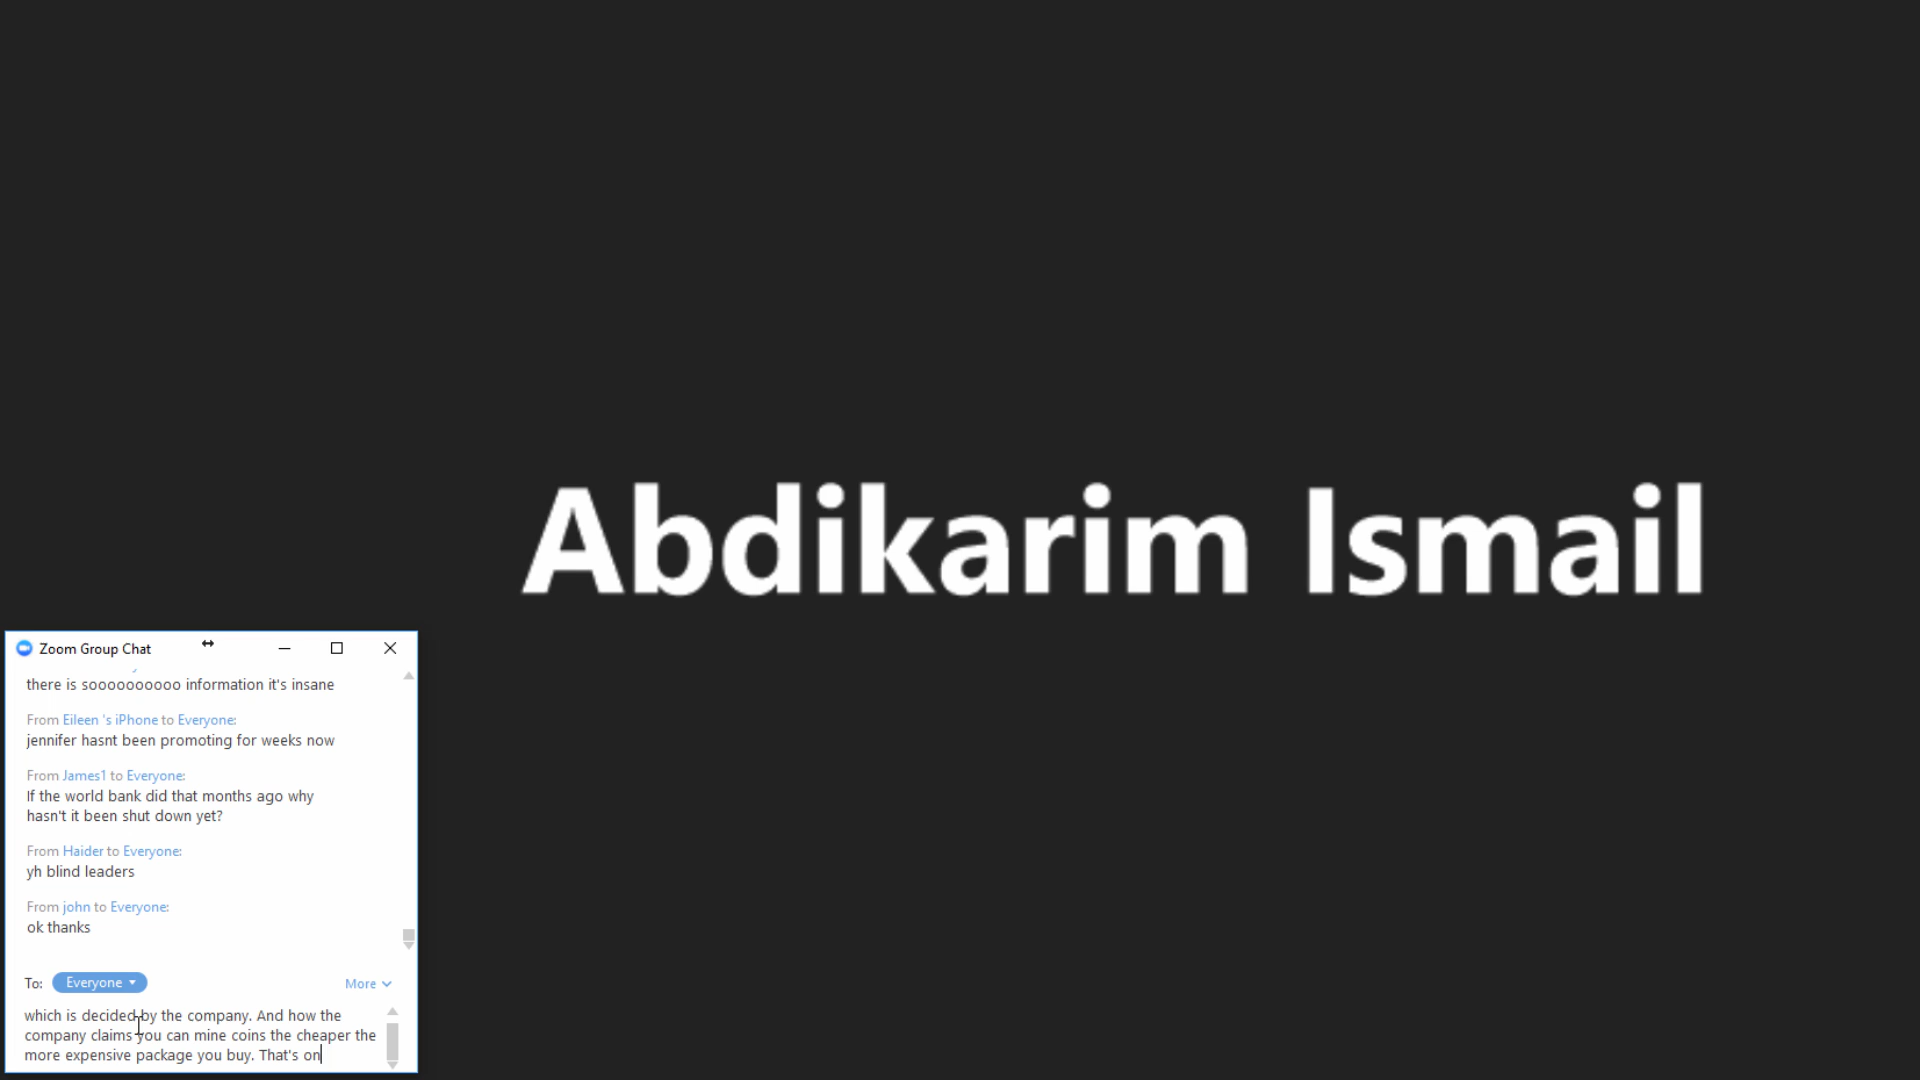 Abdikarim Ismail
Zoom Group Chat
there is soooooooooo information it's insane
From Eileen 's iPhone to Everyone:
jennifer hasnt been promoting for weeks now
From James1 to Everyone:
If the world bank did that months ago why
hasn't it been shut down yet?
From Haider to Everyone:
yh blind leaders
From john to Everyone:
ok thanks
To: Everyone
More
which is decided by the company. And how the
company claims you can mine coins the cheaper the
more expensive package you buy. That's on